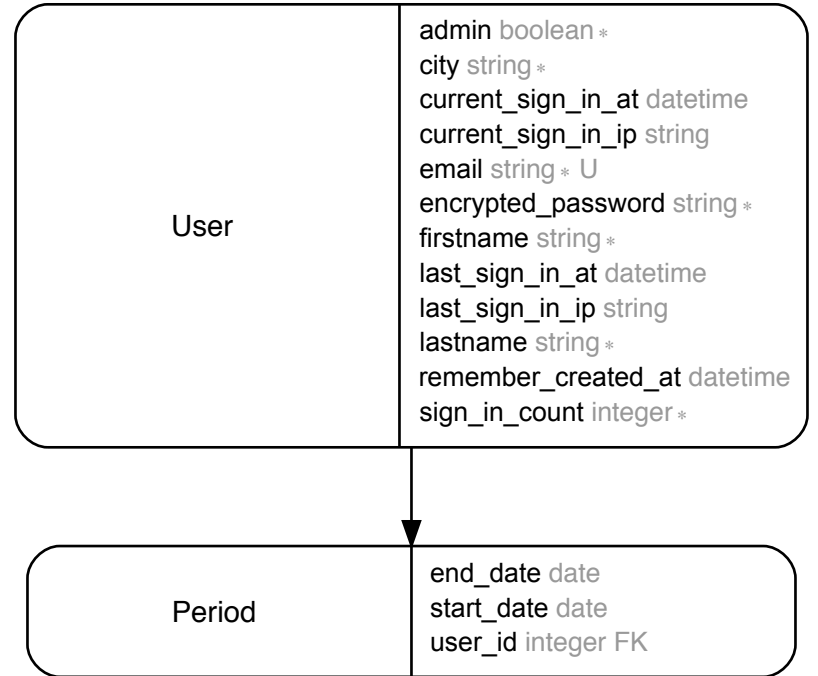 User
admin boolean *
city string *
current_sign_in_at datetime
current_sign_in_ip string
email string * U
encrypted_password string *
firstname string *
last_sign_in_at datetime
last_sign_in_ip string
lastname string *
remember_created_at datetime
sign_in_count integer *
Period
end_date date
start_date date
user_id integer FK